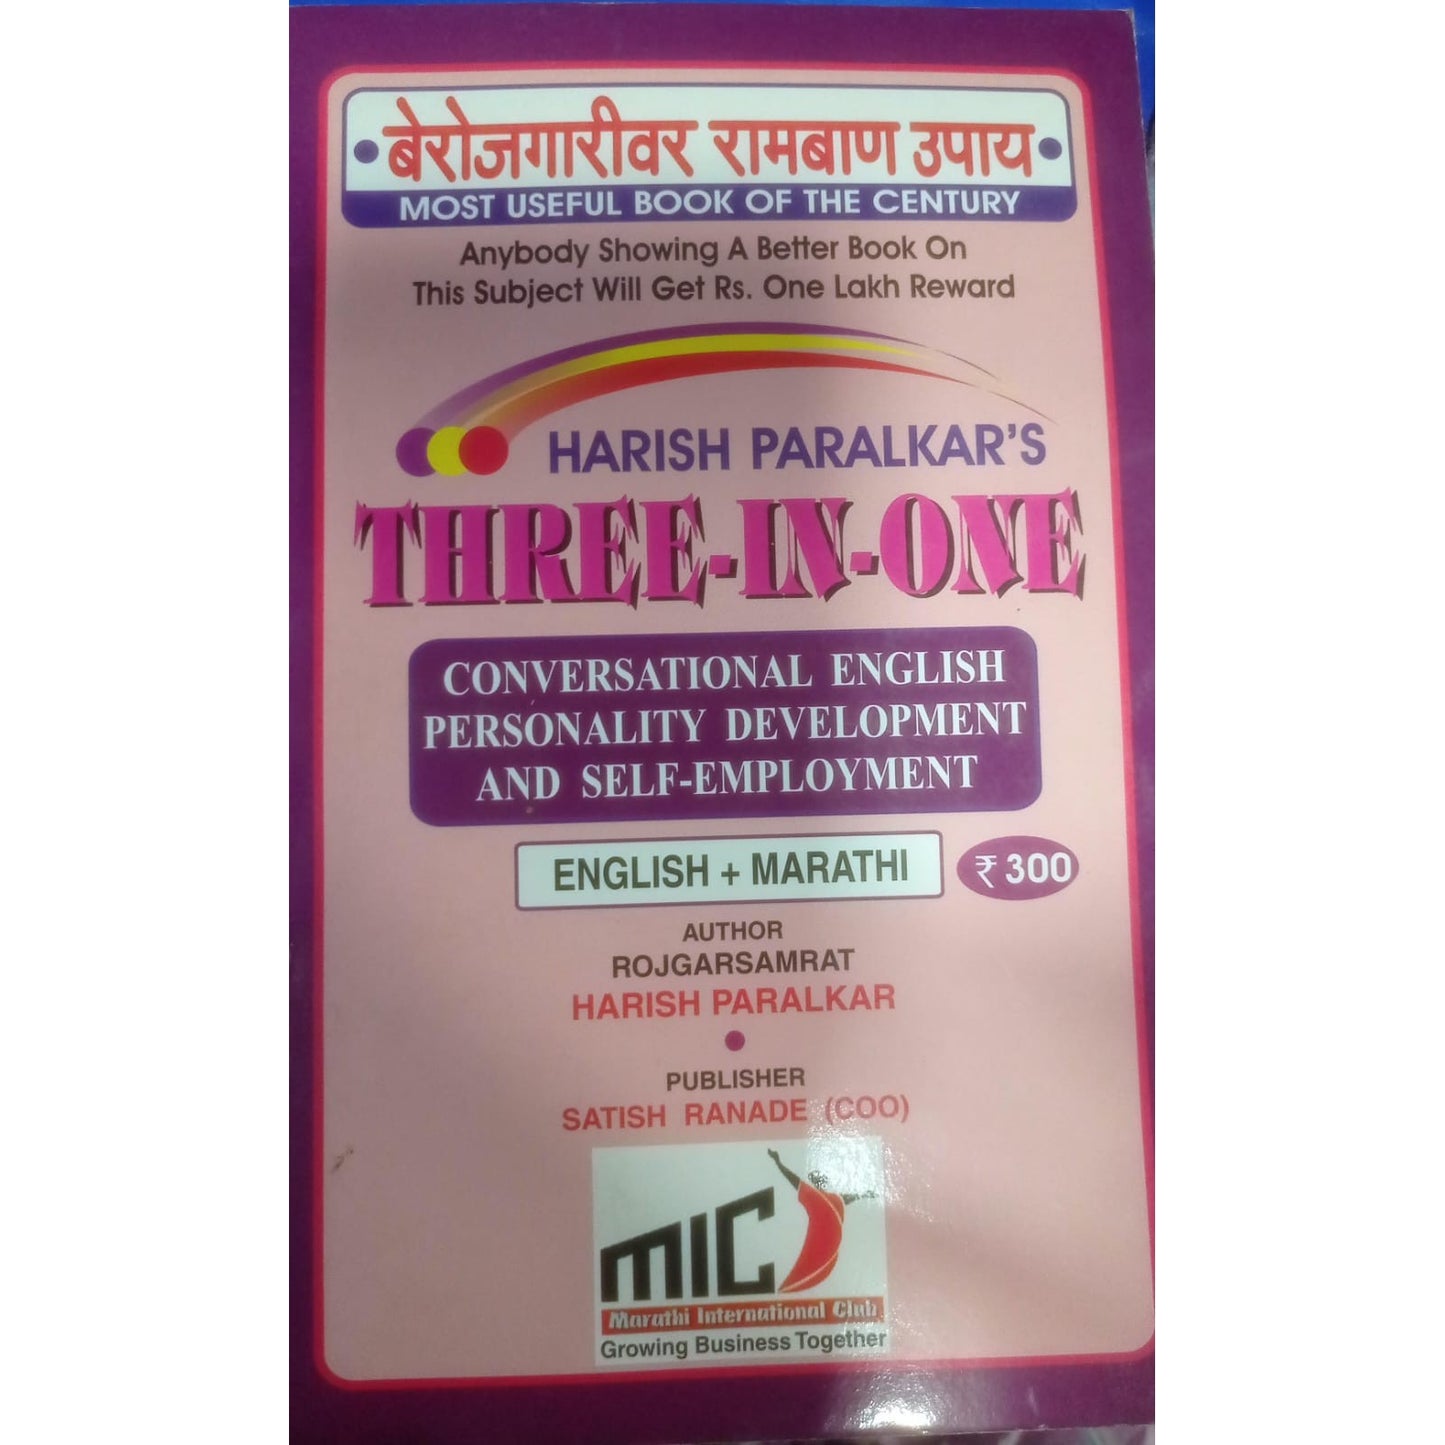 • बेरोजगारीवर रामबाण उपाय •
MOST USEFUL BOOK OF THE CENTURY
Anybody Showing A Better Book On
This Subject Will Get Rs. One Lakh Reward
HARISH PARALKAR'S
THREE-IN-ONE
CONVERSATIONAL ENGLISH
PERSONALITY DEVELOPMENT
AND SELF-EMPLOYMENT
ENGLISH + MARATHI
₹ 300
AUTHOR
ROJGARSAMRAT
HARISH PARALKAR
PUBLISHER
SATISH RANADE (COO)
MIC
Marathi International Club
Growing Business Together